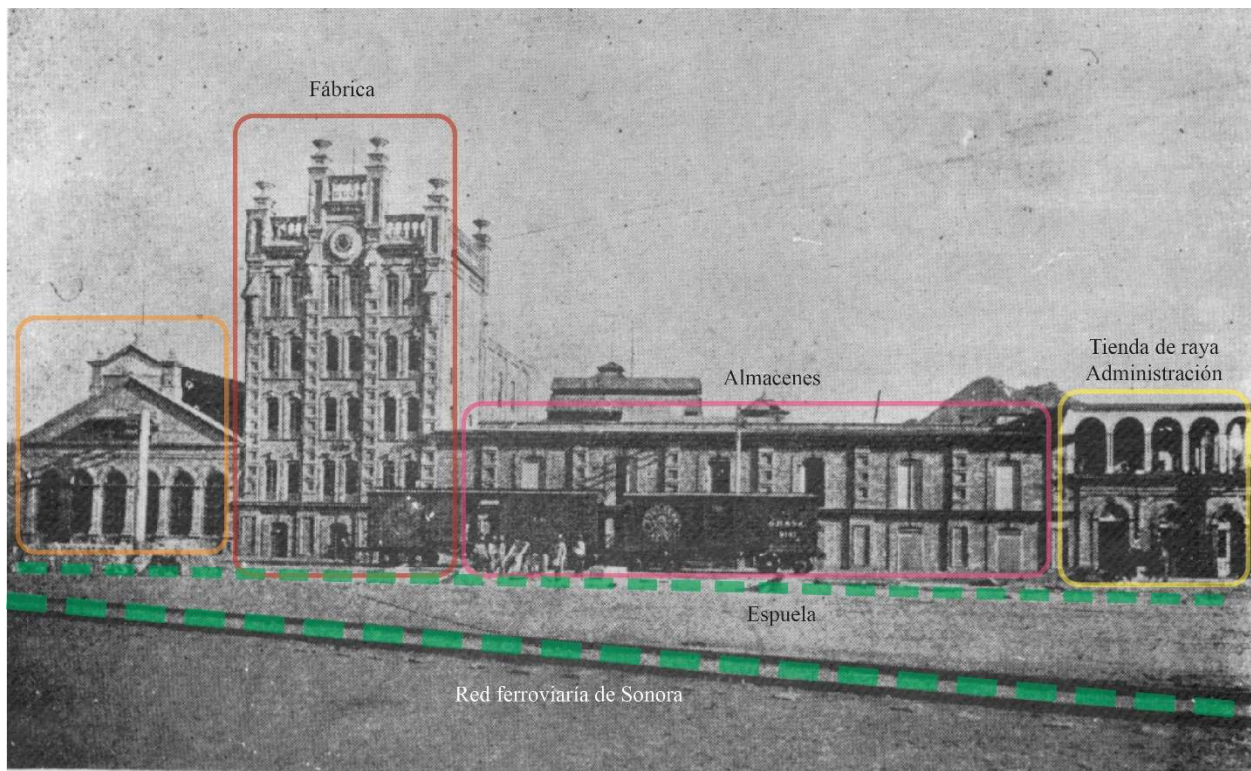 Fábrica
Tienda de raya
Administración
Almacenes
Espuela
Red ferroviaría de Sonora